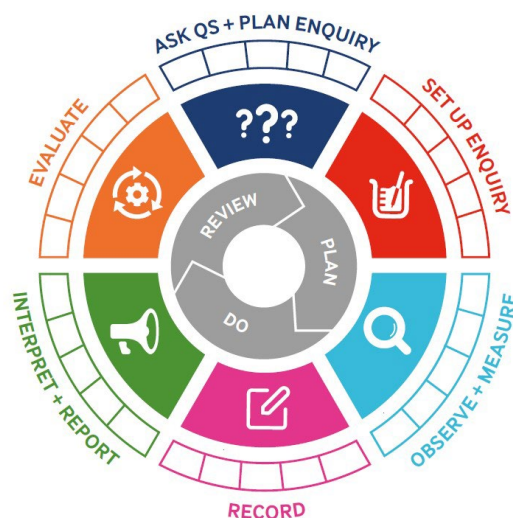 ASK QS + PLAN ENQUIRY
SET UP ENQUIRY
OBSERVE + MEASURE
RECORD
INTERPRET + REPORT
EVALUATE
???
REVIEW
PLAN
DO